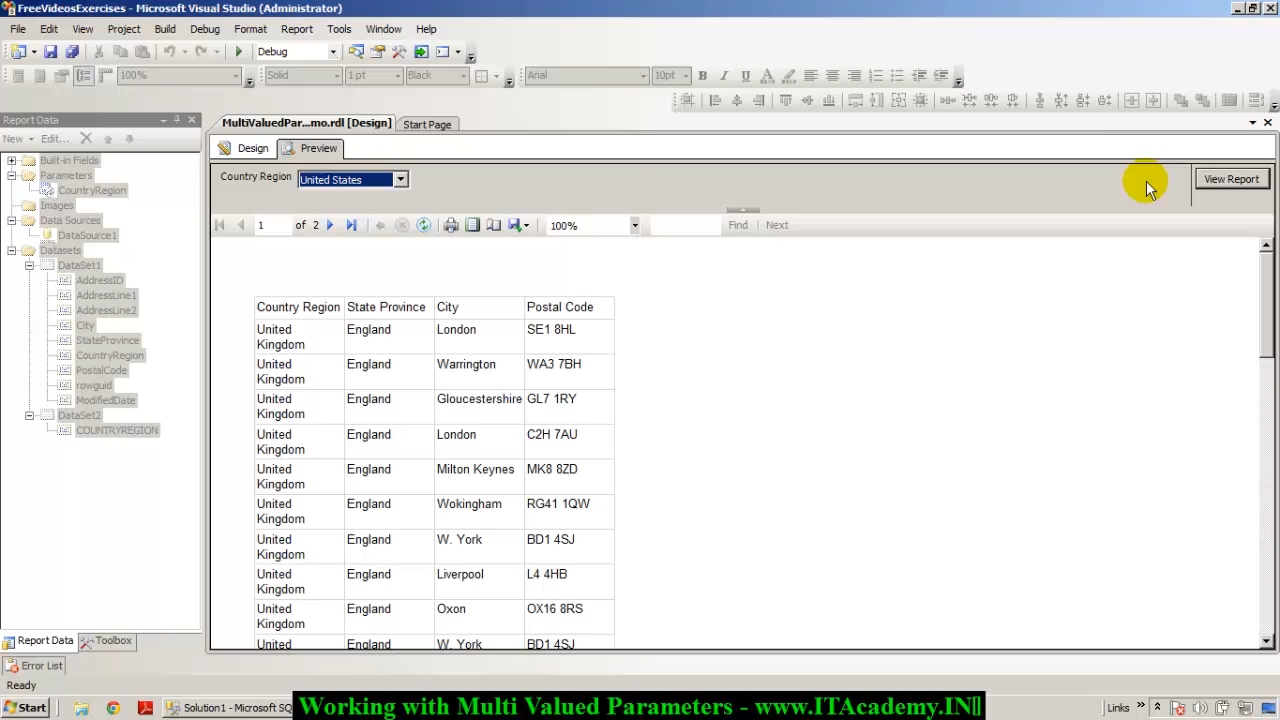 FreeVideosExercises - Microsoft Visual Studio (Administrator)
File Edit View Project Build Debug Format Report Tools Window Help
Debug
100% Solid 1 pt Black Arial 10pt B I U A
Report Data
MultiValuedPar...mo.rdl [Design] Start Page
New Edit...
Design Preview
Built-in Fields
Parameters
CountryRegion
Images
Data Sources
DataSource1
Datasets
DataSet1
AddressID
AddressLine1
AddressLine2
City
StateProvince
CountryRegion
PostalCode
rowguid
ModifiedDate
DataSet2
COUNTRYREGION
Country Region United States View Report
1 of 2 100% Find Next
Country Region State Province City Postal Code
United Kingdom England London SE1 8HL
United Kingdom England Warrington WA3 7BH
United Kingdom England Gloucestershire GL7 1RY
United Kingdom England London C2H 7AU
United Kingdom England Milton Keynes MK8 8ZD
United Kingdom England Wokingham RG41 1QW
United Kingdom England W. York BD1 4SJ
United Kingdom England Liverpool L4 4HB
United Kingdom England Oxon OX16 8RS
United England W. York BD1 4SJ
Report Data Toolbox
Error List
Ready
Start Solution1 - Microsoft SQ Links
Working with Multi Valued Parameters - www.ITAcademy.IN